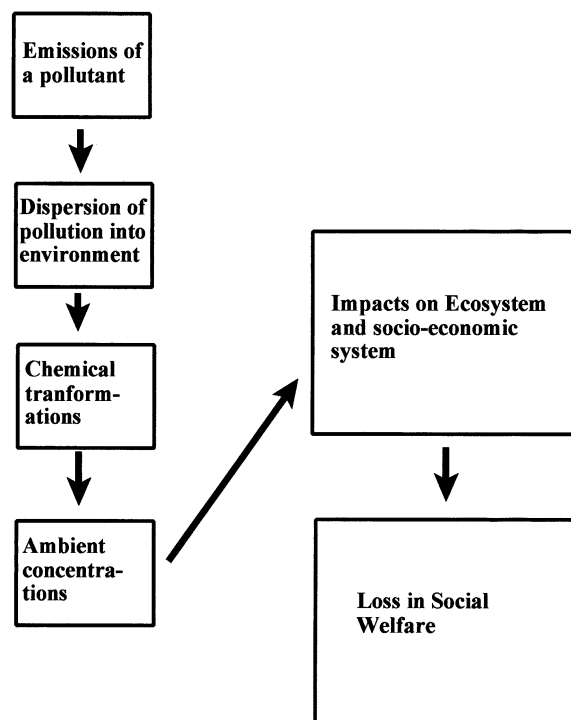 Emissions of
a pollutant
Dispersion of
pollution into
environment
Chemical
tranform-
ations
Ambient
concentra-
tions
Impacts on Ecosystem
and socio-economic
system
Loss in Social
Welfare